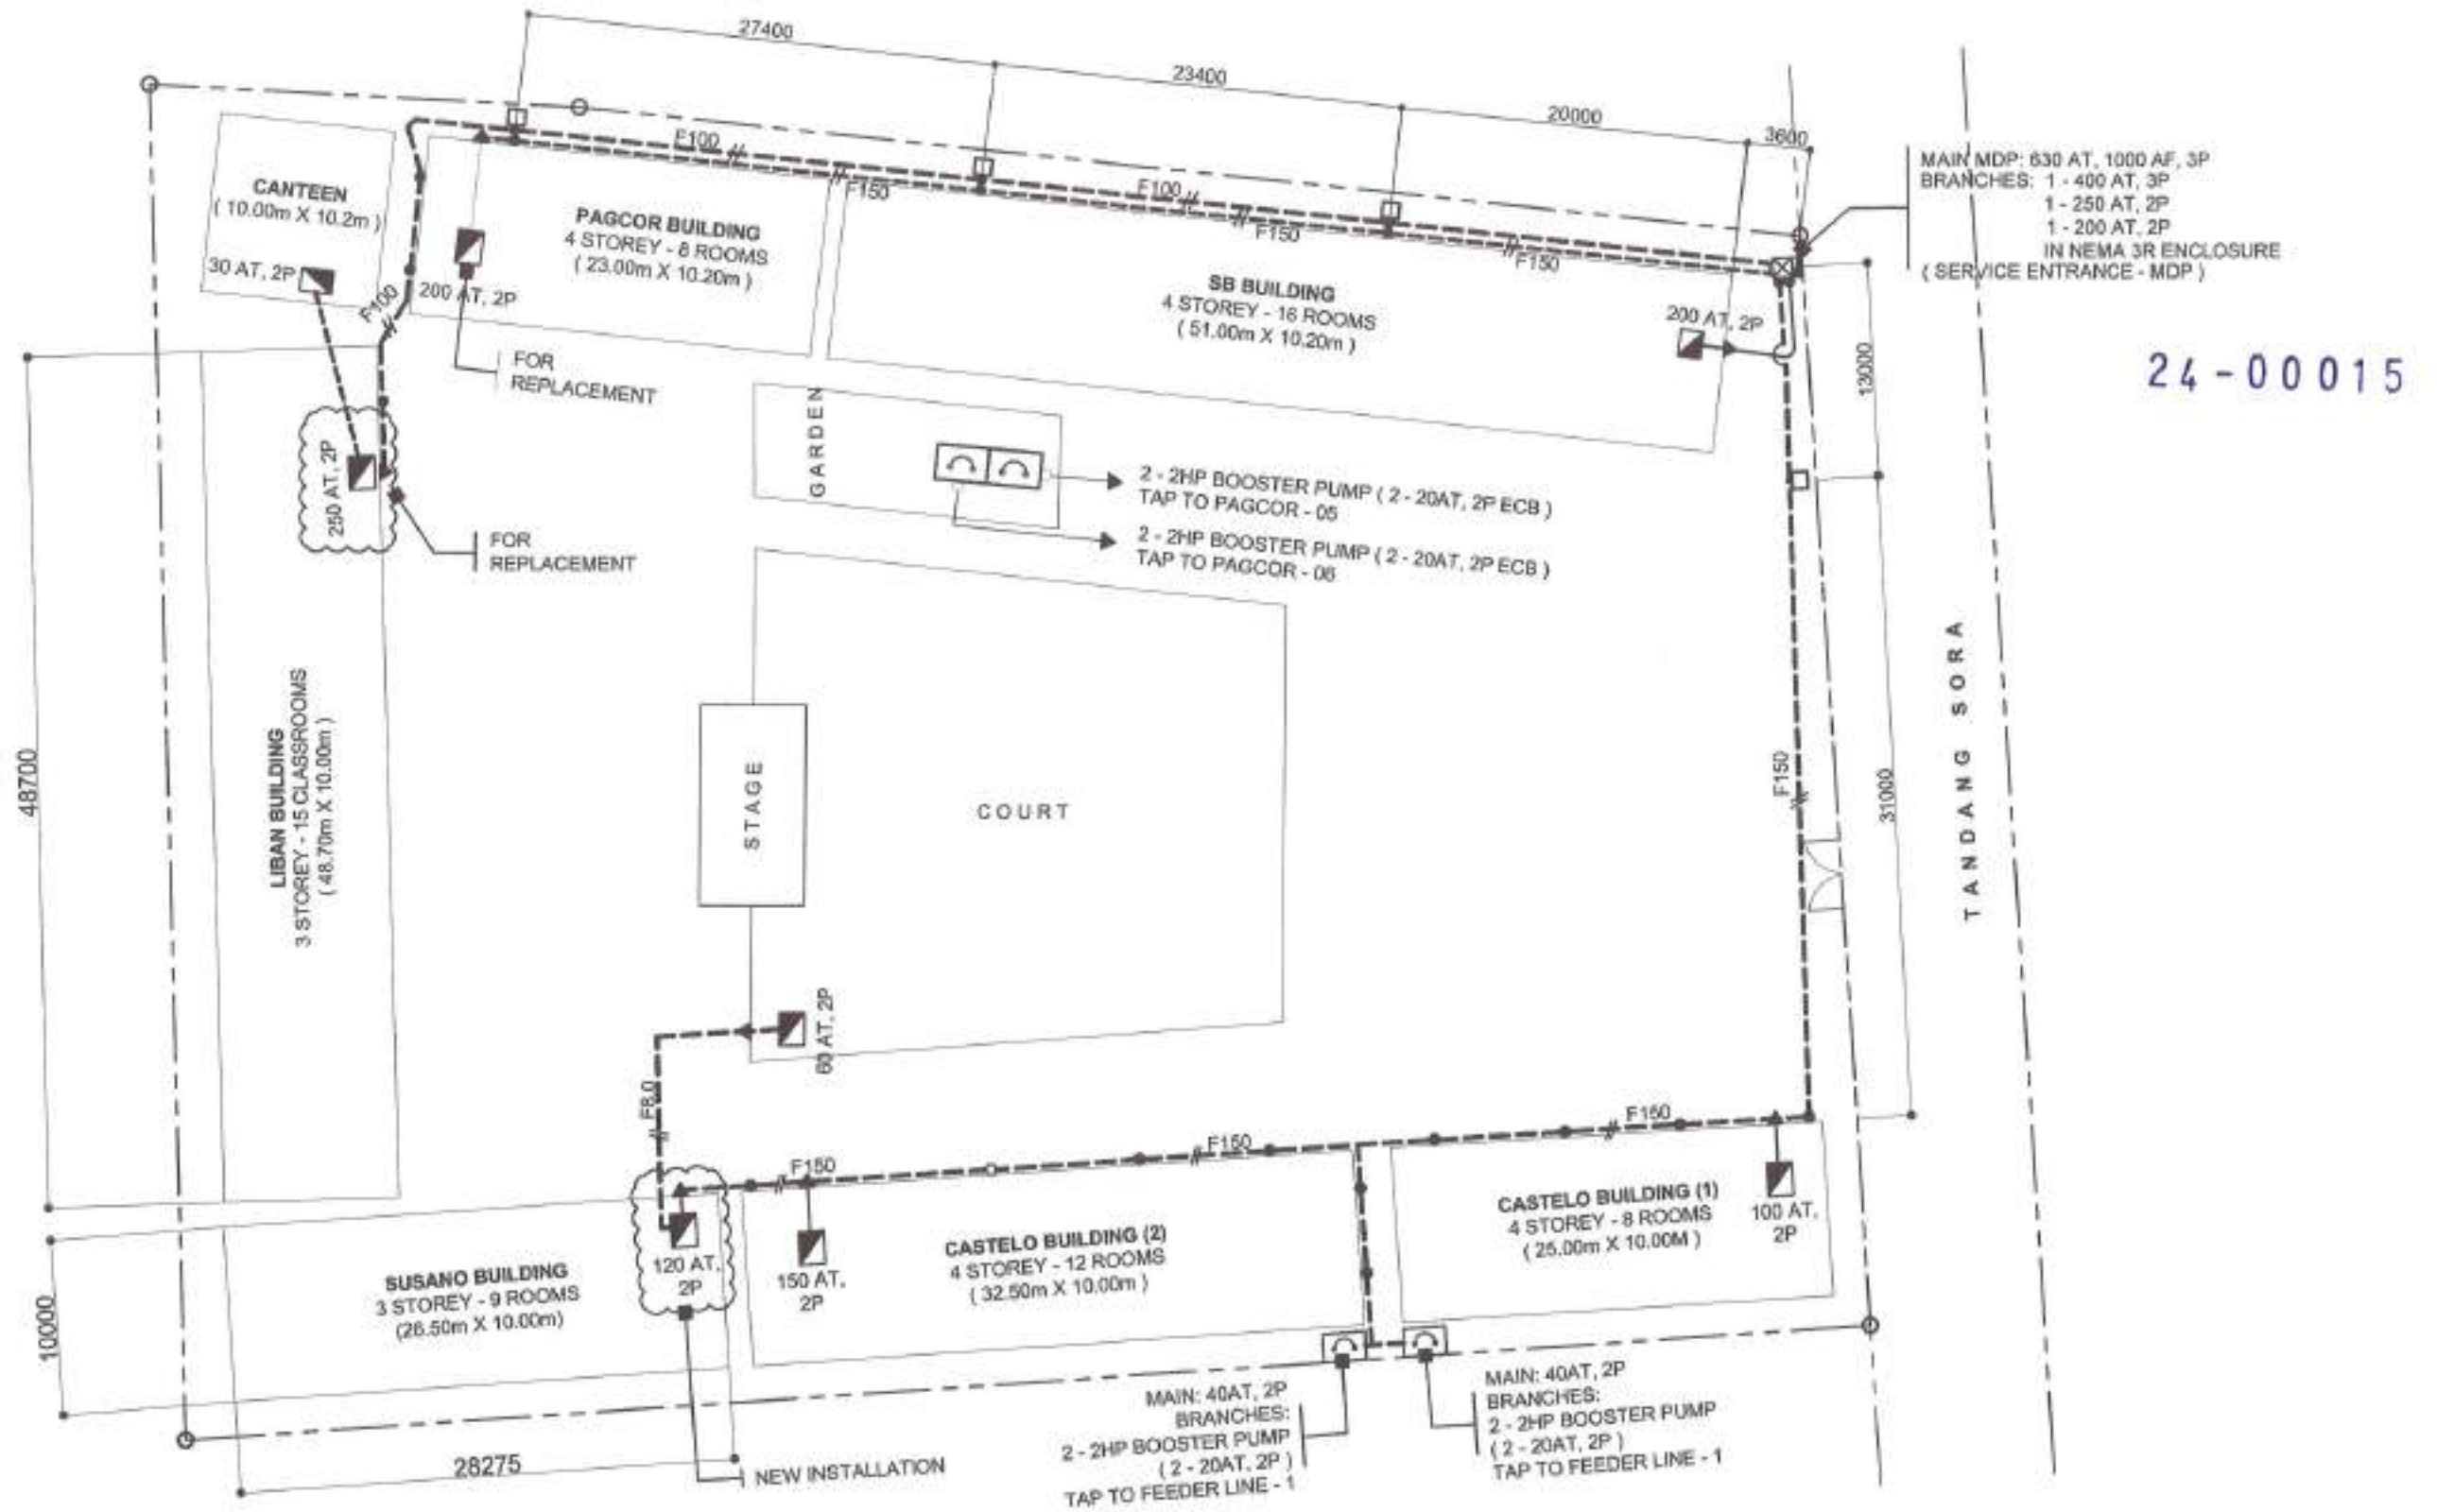 27400
23400
20000
3600
MAIN MDP: 630 AT, 1000 AF, 3P
BRANCHES: 1 - 400 AT, 3P
1 - 250 AT, 2P
1 - 200 AT, 2P
IN NEMA 3R ENCLOSURE
( SERVICE ENTRANCE - MDP )
24-00015
F100
F150
F100
F150
F150
CANTEEN
( 10.00m X 10.2m )
30 AT, 2P
F100
PAGCOR BUILDING
4 STOREY - 8 ROOMS
( 23.00m X 10.20m )
200 AT, 2P
FOR
REPLACEMENT
SB BUILDING
4 STOREY - 16 ROOMS
( 51.00m X 10.20m )
200 AT, 2P
13000
250 AT, 2P
FOR
REPLACEMENT
GARDEN
2 - 2HP BOOSTER PUMP ( 2 - 20AT, 2P ECB )
TAP TO PAGCOR - 05
2 - 2HP BOOSTER PUMP ( 2 - 20AT, 2P ECB )
TAP TO PAGCOR - 06
48700
LIBAN BUILDING
3 STOREY - 15 CLASSROOMS
( 48.70m X 10.00m )
STAGE
COURT
F150
31000
TANDANG SORA
60 AT, 2P
F8.0
F150
F150
F150
10000
SUSANO BUILDING
3 STOREY - 9 ROOMS
(26.50m X 10.00m)
120 AT,
2P
150 AT,
2P
CASTELO BUILDING (2)
4 STOREY - 12 ROOMS
( 32.50m X 10.00m )
CASTELO BUILDING (1)
4 STOREY - 8 ROOMS
( 25.00m X 10.00M )
100 AT,
2P
28275
NEW INSTALLATION
MAIN: 40AT, 2P
BRANCHES:
2 - 2HP BOOSTER PUMP
( 2 - 20AT, 2P )
TAP TO FEEDER LINE - 1
MAIN: 40AT, 2P
BRANCHES:
2 - 2HP BOOSTER PUMP
( 2 - 20AT, 2P )
TAP TO FEEDER LINE - 1